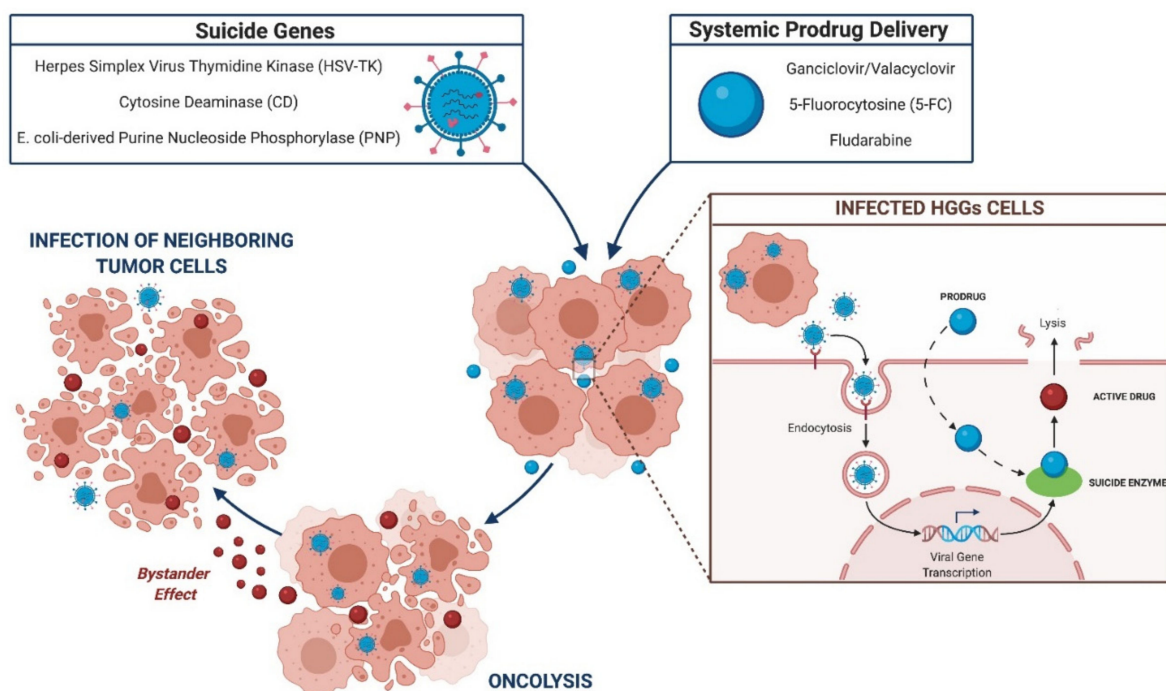 Suicide Genes
Herpes Simplex Virus Thymidine Kinase (HSV-TK)
Cytosine Deaminase (CD)
E. coli-derived Purine Nucleoside Phosphorylase (PNP)
Systemic Prodrug Delivery
Ganciclovir/Valacyclovir
5-Fluorocytosine (5-FC)
Fludarabine
INFECTION OF NEIGHBORING
TUMOR CELLS
INFECTED HGGs CELLS
PRODRUG
Lysis
ACTIVE DRUG
Endocytosis
SUICIDE ENZYME
Viral Gene
Transcription
Bystander
Effect
ONCOLYSIS